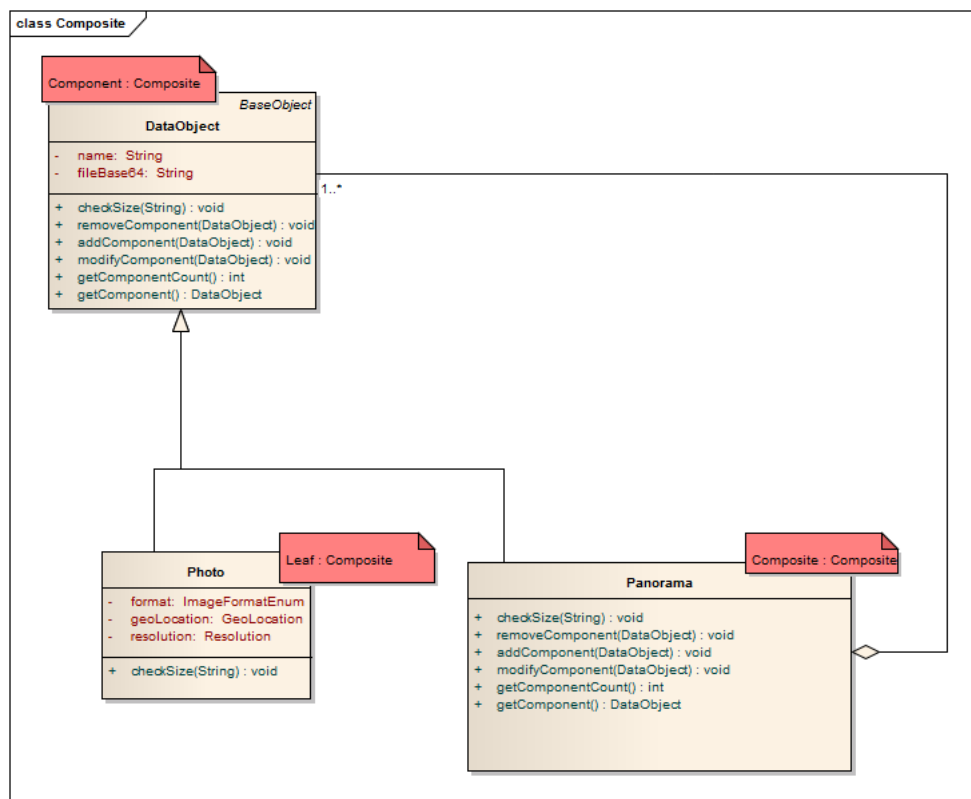 class Composite
Component : Composite
BaseObject
DataObject
- name: String
- fileBase64: String
+ checkSize(String) : void
+ removeComponent(DataObject) : void
+ addComponent(DataObject) : void
+ modifyComponent(DataObject) : void
+ getComponentCount() : int
+ getComponent() : DataObject
1..*
Photo
Leaf : Composite
- format: ImageFormatEnum
- geoLocation: GeoLocation
- resolution: Resolution
+ checkSize(String) : void
Composite : Composite
Panorama
+ checkSize(String) : void
+ removeComponent(DataObject) : void
+ addComponent(DataObject) : void
+ modifyComponent(DataObject) : void
+ getComponentCount() : int
+ getComponent() : DataObject